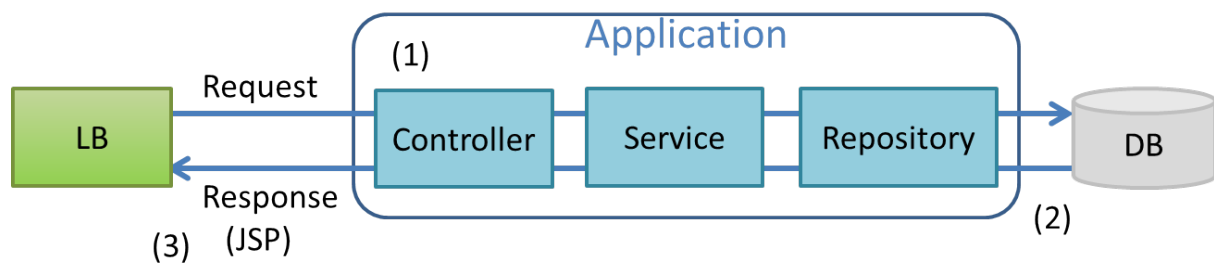 Application
(1)
Request
LB
Controller
Service
Repository
DB
Response
(JSP)
(2)
(3)